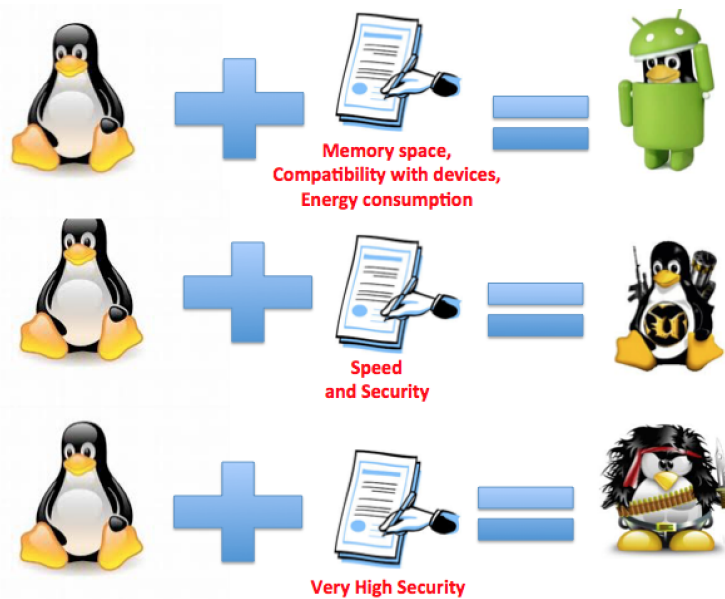 Memory space,
Compatibility with devices,
Energy consumption
Speed
and Security
Very High Security